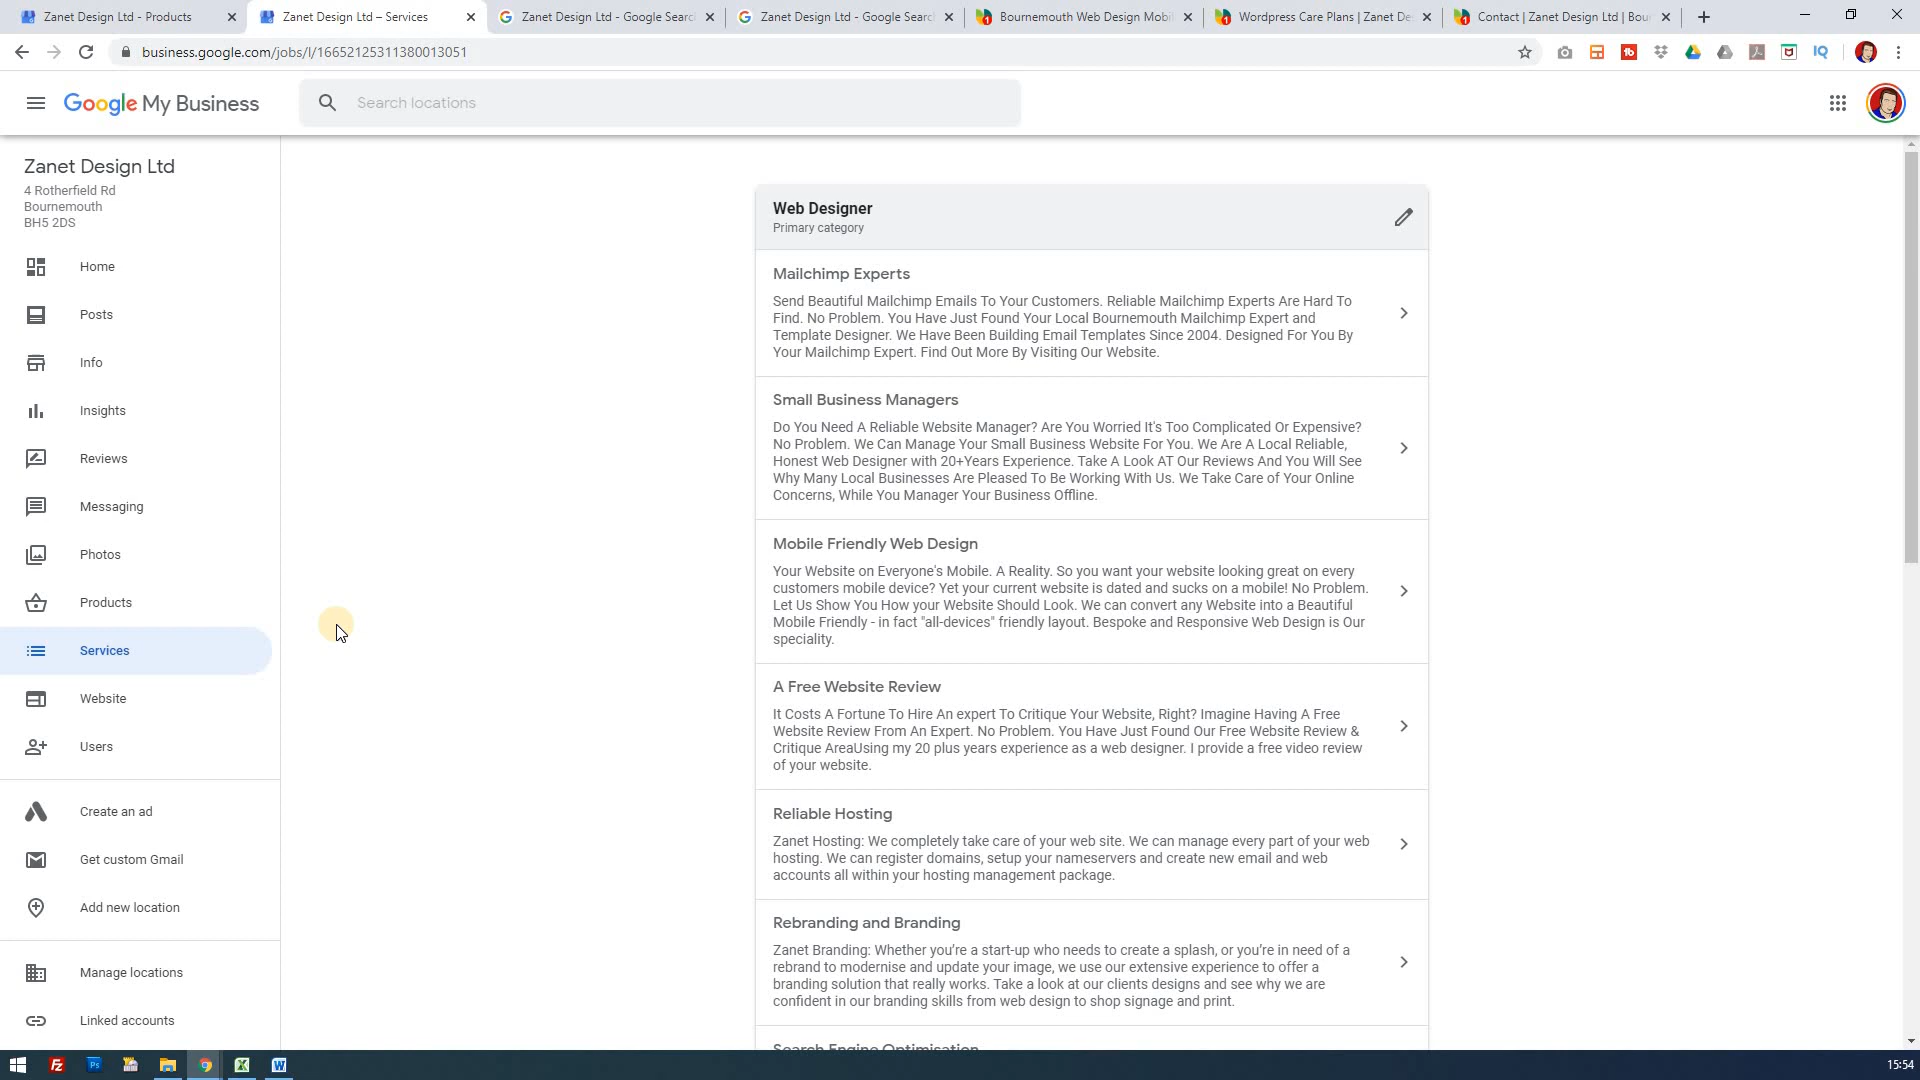 Zanet Design Ltd - Products
Zanet Design Ltd – Services
Zanet Design Ltd - Google Searc
Zanet Design Ltd - Google Searc
Bournemouth Web Design Mobi
Wordpress Care Plans | Zanet De
Contact | Zanet Design Ltd | Bou
business.google.com/jobs/l/16652125311380013051
Google My Business
Search locations
Zanet Design Ltd
4 Rotherfield Rd
Bournemouth
BH5 2DS
Home
Posts
Info
Insights
Reviews
Messaging
Photos
Products
Services
Website
Users
Create an ad
Get custom Gmail
Add new location
Manage locations
Linked accounts
Web Designer
Primary category
Mailchimp Experts
Send Beautiful Mailchimp Emails To Your Customers. Reliable Mailchimp Experts Are Hard To
Find. No Problem. You Have Just Found Your Local Bournemouth Mailchimp Expert and
Template Designer. We Have Been Building Email Templates Since 2004. Designed For You By
Your Mailchimp Expert. Find Out More By Visiting Our Website.
Small Business Managers
Do You Need A Reliable Website Manager? Are You Worried It's Too Complicated Or Expensive?
No Problem. We Can Manage Your Small Business Website For You. We Are A Local Reliable,
Honest Web Designer with 20+Years Experience. Take A Look AT Our Reviews And You Will See
Why Many Local Businesses Are Pleased To Be Working With Us. We Take Care of Your Online
Concerns, While You Manager Your Business Offline.
Mobile Friendly Web Design
Your Website on Everyone's Mobile. A Reality. So you want your website looking great on every
customers mobile device? Yet your current website is dated and sucks on a mobile! No Problem.
Let Us Show You How your Website Should Look. We can convert any Website into a Beautiful
Mobile Friendly - in fact "all-devices" friendly layout. Bespoke and Responsive Web Design is Our
speciality.
A Free Website Review
It Costs A Fortune To Hire An expert To Critique Your Website, Right? Imagine Having A Free
Website Review From An Expert. No Problem. You Have Just Found Our Free Website Review &
Critique AreaUsing my 20 plus years experience as a web designer. I provide a free video review
of your website.
Reliable Hosting
Zanet Hosting: We completely take care of your web site. We can manage every part of your web
hosting. We can register domains, setup your nameservers and create new email and web
accounts all within your hosting management package.
Rebranding and Branding
Zanet Branding: Whether you're a start-up who needs to create a splash, or you're in need of a
rebrand to modernise and update your image, we use our extensive experience to offer a
branding solution that really works. Take a look at our clients designs and see why we are
confident in our branding skills from web design to shop signage and print.
Search Engine Optimisation
15:54